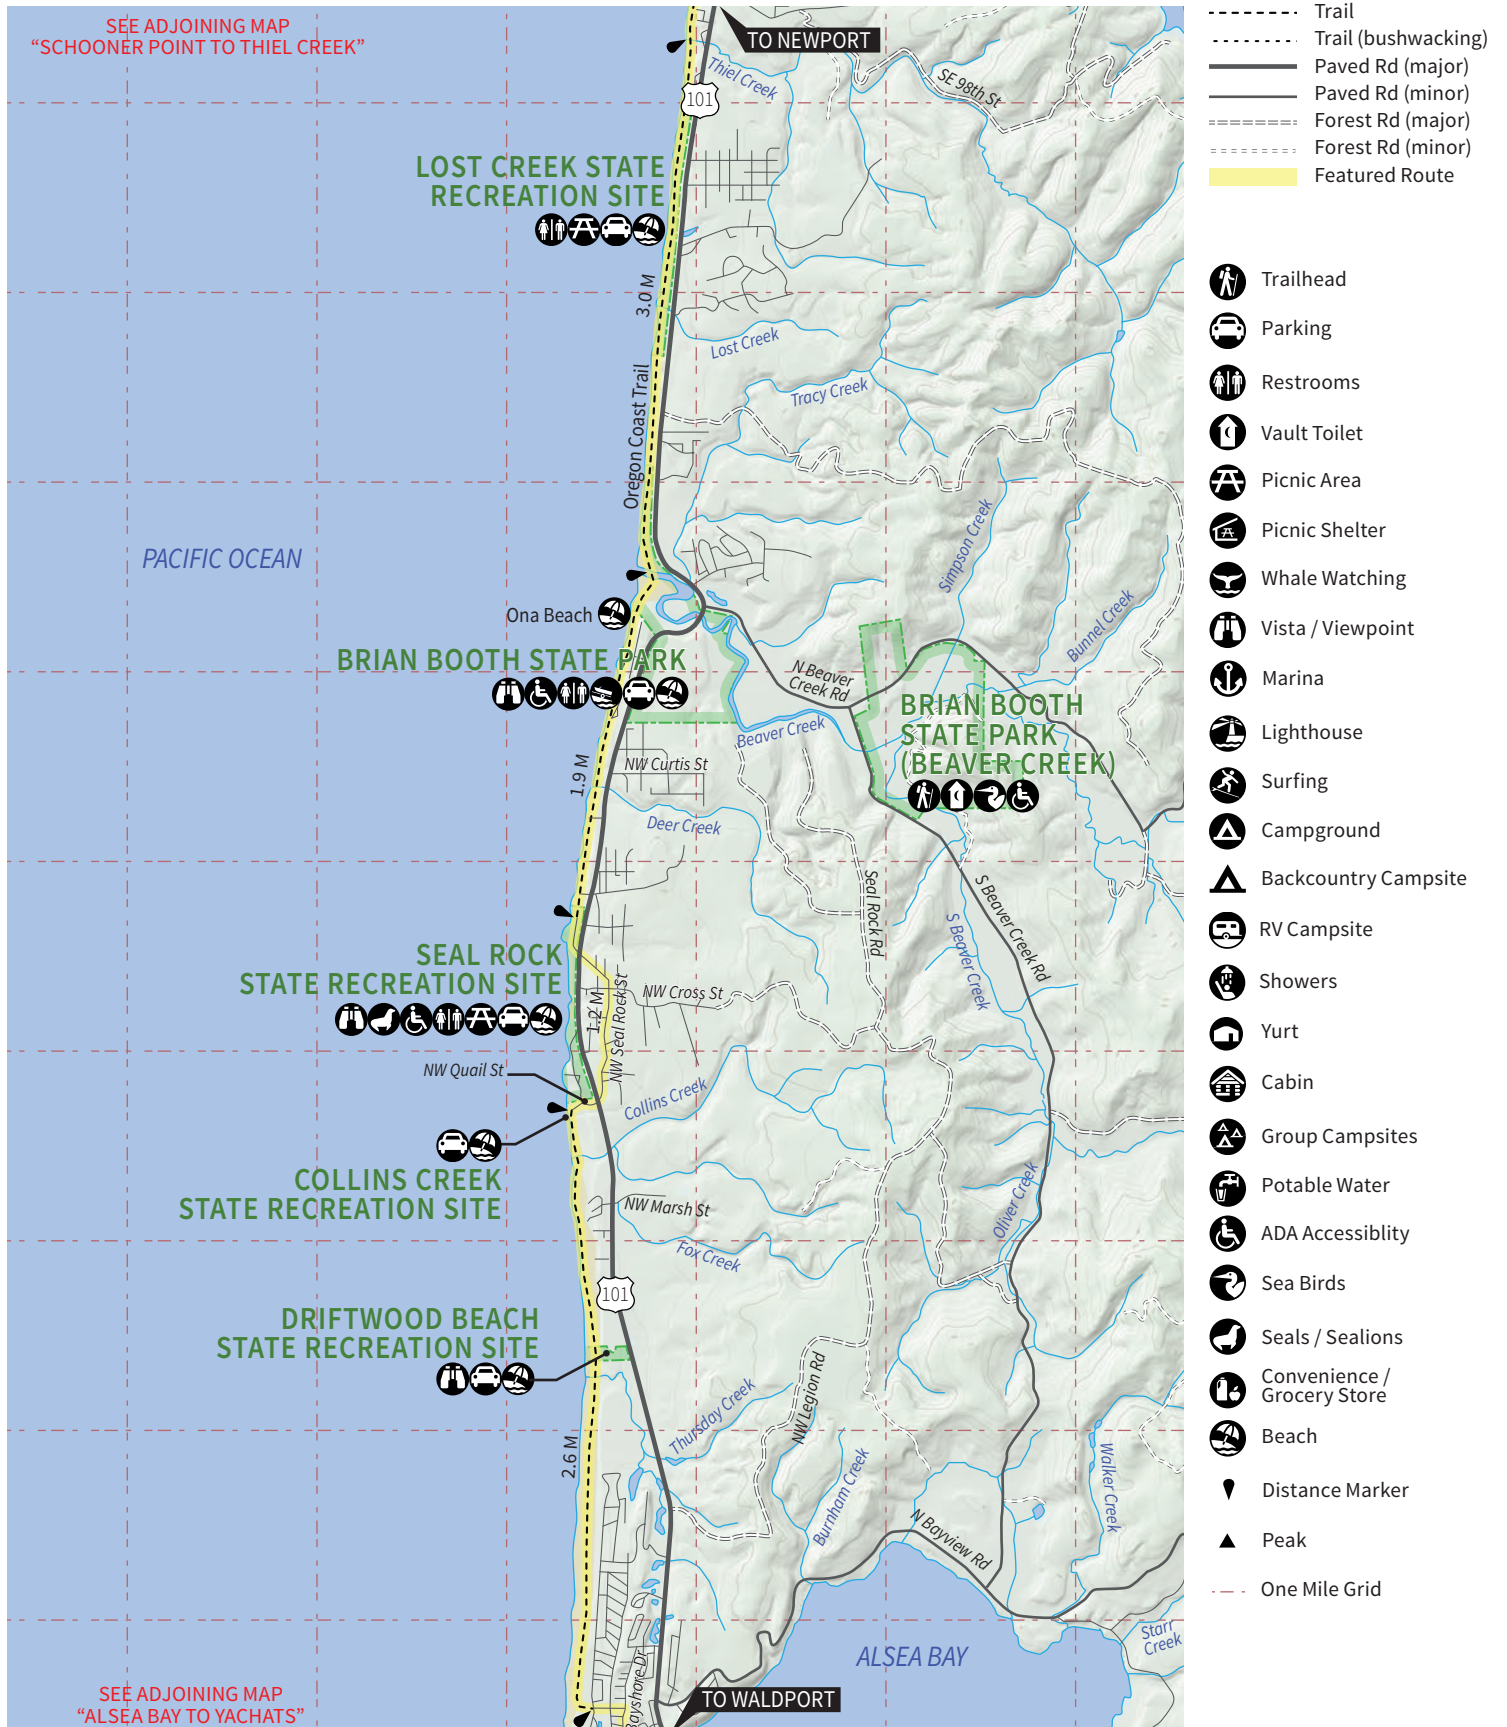 SEE ADJOINING MAP
“SCHOONER POINT TO THIEL CREEK”
TO NEWPORT
Thiel Creek
SE 98th St
101
LOST CREEK STATE
RECREATION SITE
3.0 M
Lost Creek
Oregon Coast Trail
Tracy Creek
PACIFIC OCEAN
Simpson Creek
Ona Beach
Bunnel Creek
BRIAN BOOTH STATE PARK
N Beaver
Creek Rd
BRIAN BOOTH
STATE PARK
(BEAVER CREEK)
Beaver Creek
1.9 M
NW Curtis St
Deer Creek
Seal Rock Rd
S Beaver Creek Rd
S Beaver Creek
SEAL ROCK
STATE RECREATION SITE
1.2 M
NW Seal Rock St
NW Cross St
NW Quail St
Collins Creek
COLLINS CREEK
STATE RECREATION SITE
NW Marsh St
Oliver Creek
Fox Creek
101
DRIFTWOOD BEACH
STATE RECREATION SITE
NW Legion Rd
Thursday Creek
2.6 M
Burnham Creek
Walker Creek
N Bayview Rd
Starr
Creek
ALSEA BAY
Bayshore Dr
SEE ADJOINING MAP
“ALSEA BAY TO YACHATS”
TO WALDPORT
Trail
Trail (bushwacking)
Paved Rd (major)
Paved Rd (minor)
Forest Rd (major)
Forest Rd (minor)
Featured Route
Trailhead
Parking
Restrooms
Vault Toilet
Picnic Area
Picnic Shelter
Whale Watching
Vista / Viewpoint
Marina
Lighthouse
Surfing
Campground
Backcountry Campsite
RV Campsite
Showers
Yurt
Cabin
Group Campsites
Potable Water
ADA Accessiblity
Sea Birds
Seals / Sealions
Convenience /
Grocery Store
Beach
Distance Marker
Peak
One Mile Grid